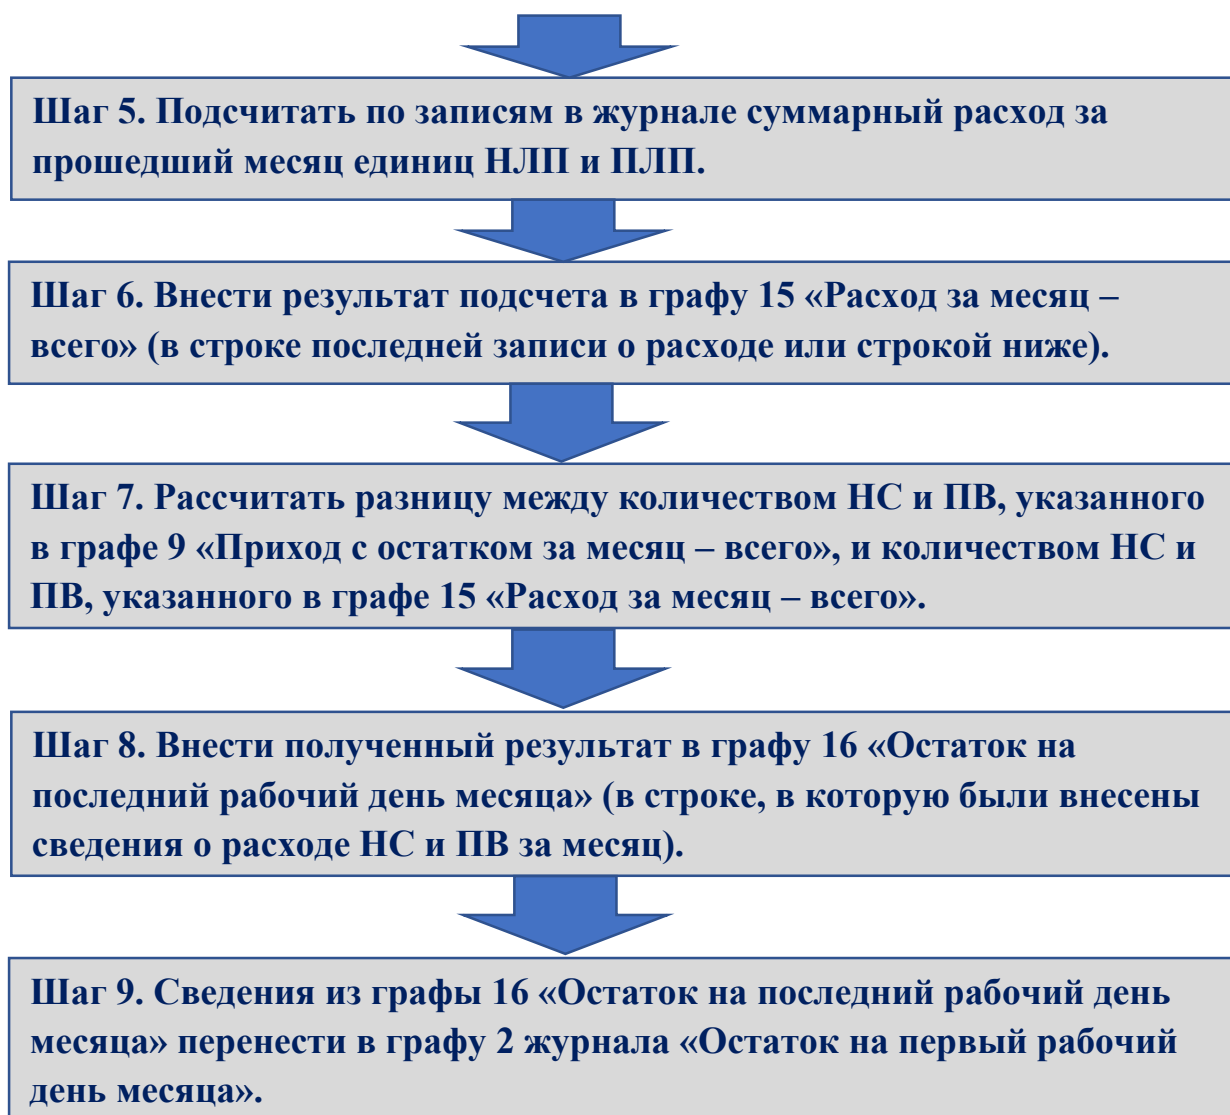 Шаг 5. Подсчитать по записям в журнале суммарный расход за
прошедший месяц единиц НЛП и ПЛП.
Шаг 6. Внести результат подсчета в графу 15 «Расход за месяц –
всего» (в строке последней записи о расходе или строкой ниже).
Шаг 7. Рассчитать разницу между количеством НС и ПВ, указанного
в графе 9 «Приход с остатком за месяц – всего», и количеством НС и
ПВ, указанного в графе 15 «Расход за месяц – всего».
Шаг 8. Внести полученный результат в графу 16 «Остаток на
последний рабочий день месяца» (в строке, в которую были внесены
сведения о расходе НС и ПВ за месяц).
Шаг 9. Сведения из графы 16 «Остаток на последний рабочий день
месяца» перенести в графу 2 журнала «Остаток на первый рабочий
день месяца».